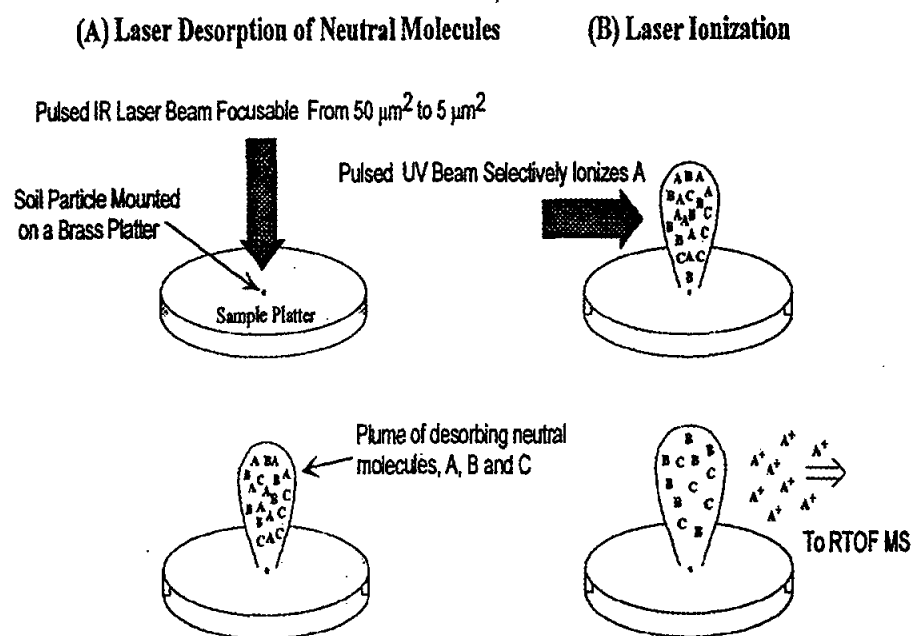 (A) Laser Desorption of Neutral Molecules
(B) Laser Ionization
Pulsed IR Laser Beam Focusable From 50 μm² to 5 μm²
Soil Particle Mounted
on a Brass Platter
Sample Platter
Pulsed UV Beam Selectively Ionizes A
A B A
B A C B A
A A B C
B B A C
C A C
B
Plume of desorbing neutral
molecules, A, B and C
A B A
B C B A
A A B C
B A A C
B
C A C
B
B C B B
B C C
B C
C B
A⁺ A⁺ A⁺
A⁺ A⁺
A⁺ A⁺
A⁺
To RTOF MS